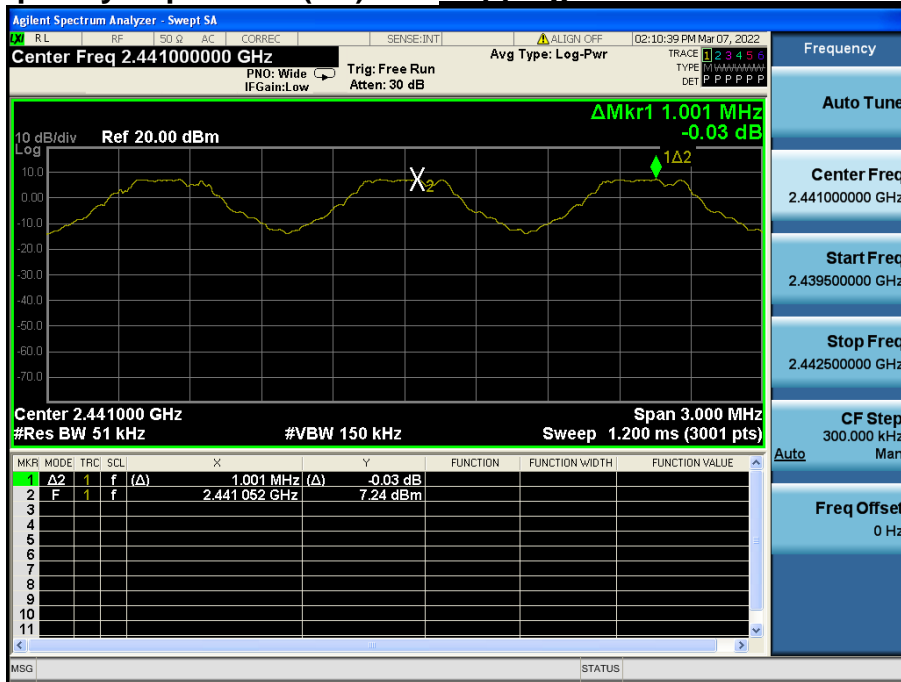 Agilent Spectrum Analyzer - Swept SA
LXI RL RF 50 Ω AC CORREC SENSE:INT ALIGN OFF 02:10:39 PM Mar 07, 2022
Center Freq 2.441000000 GHz
PNO: Wide
IFGain:Low
Trig: Free Run
Atten: 30 dB
Avg Type: Log-Pwr
TRACE 1 2 3 4 5 6
TYPE M WWWWW
DET P P P P P P
ΔMkr1 1.001 MHz
-0.03 dB
10 dB/div Ref 20.00 dBm
Log
10.0
0.00
-10.0
-20.0
-30.0
-40.0
-50.0
-60.0
-70.0
X2
1Δ2
Center 2.441000 GHz Span 3.000 MHz
#Res BW 51 kHz #VBW 150 kHz Sweep 1.200 ms (3001 pts)
MKR MODE TRC SCL X Y FUNCTION FUNCTION WIDTH FUNCTION VALUE
1 Δ2 1 f (Δ) 1.001 MHz (Δ) -0.03 dB
2 F 1 f 2.441 052 GHz 7.24 dBm
3
4
5
6
7
8
9
10
11
MSG STATUS
Frequency
Auto Tune
Center Freq
2.441000000 GHz
Start Freq
2.439500000 GHz
Stop Freq
2.442500000 GHz
CF Step
300.000 kHz
Auto Man
Freq Offset
0 Hz